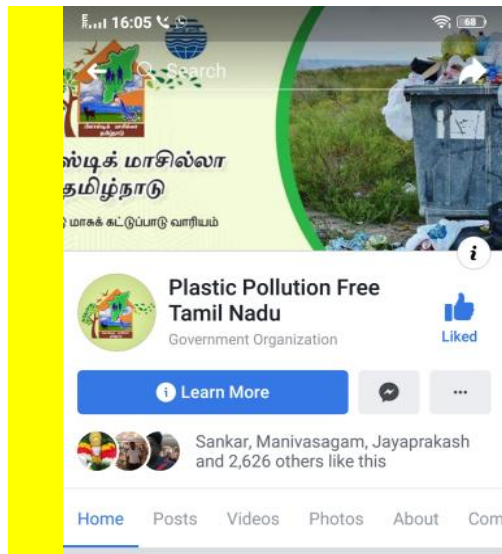 16:05
68
Search
ஸ்டிக் மாசில்லா
தமிழ்நாடு
மாசுக் கட்டுப்பாடு வாரியம்
Plastic Pollution Free
Tamil Nadu
Government Organization
Liked
Learn More
Sankar, Manivasagam, Jayaprakash
and 2,626 others like this
Home Posts Videos Photos About Com